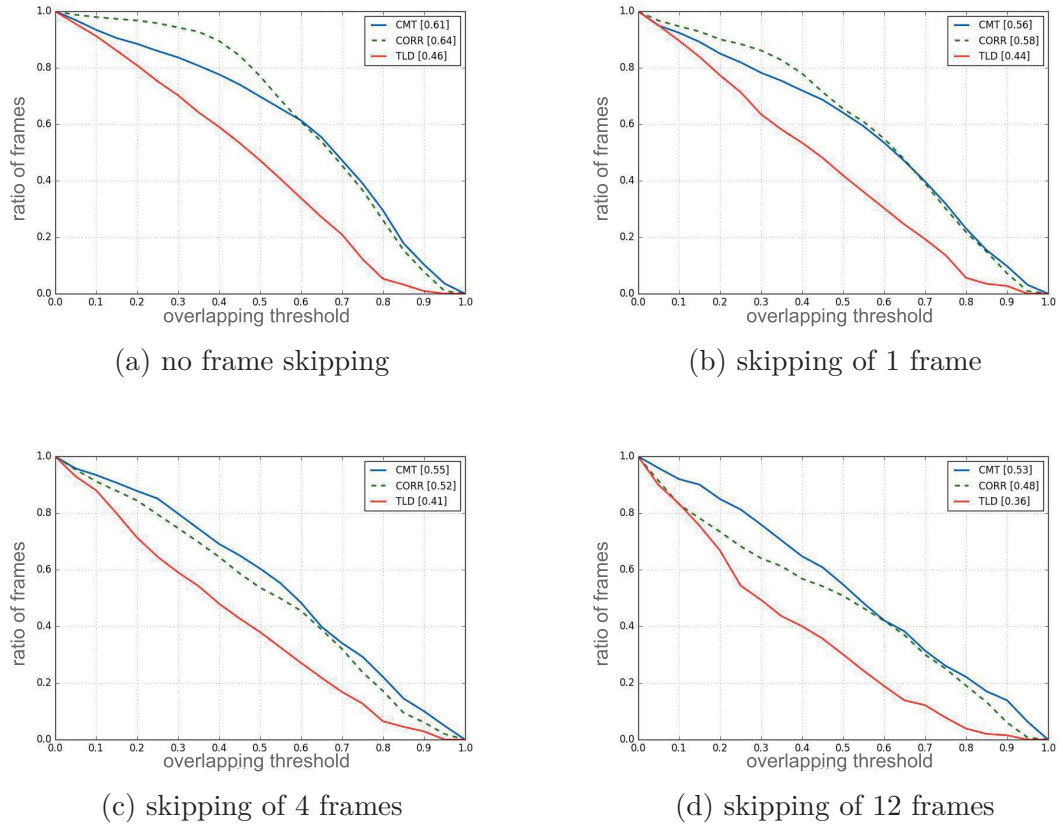 1.0
0.8
0.6
0.4
0.2
0.0
ratio of frames
CMT [0.61]
CORR [0.64]
TLD [0.46]
0.0 0.1 0.2 0.3 0.4 0.5 0.6 0.7 0.8 0.9 1.0
overlapping threshold
(a) no frame skipping
1.0
0.8
0.6
0.4
0.2
0.0
ratio of frames
CMT [0.56]
CORR [0.58]
TLD [0.44]
0.0 0.1 0.2 0.3 0.4 0.5 0.6 0.7 0.8 0.9 1.0
overlapping threshold
(b) skipping of 1 frame
1.0
0.8
0.6
0.4
0.2
0.0
ratio of frames
CMT [0.55]
CORR [0.52]
TLD [0.41]
0.0 0.1 0.2 0.3 0.4 0.5 0.6 0.7 0.8 0.9 1.0
overlapping threshold
(c) skipping of 4 frames
1.0
0.8
0.6
0.4
0.2
0.0
ratio of frames
CMT [0.53]
CORR [0.48]
TLD [0.36]
0.0 0.1 0.2 0.3 0.4 0.5 0.6 0.7 0.8 0.9 1.0
overlapping threshold
(d) skipping of 12 frames